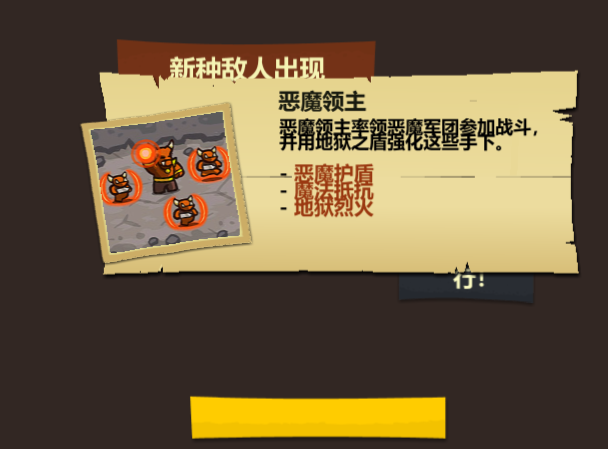 新种敌人出现
恶魔领主
恶魔领主率领恶魔军团参加战斗，
并用地狱之盾强化这些手下。
- 恶魔护盾
- 魔法抵抗
- 地狱烈火
行！